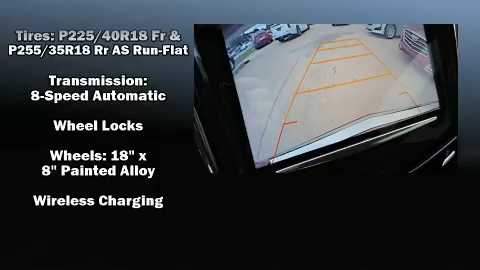 Tires: P225/40R18 Fr &
P255/35R18 Rr AS Run-Flat
Transmission:
8-Speed Automatic
Wheel Locks
Wheels: 18" x
8" Painted Alloy
Wireless Charging